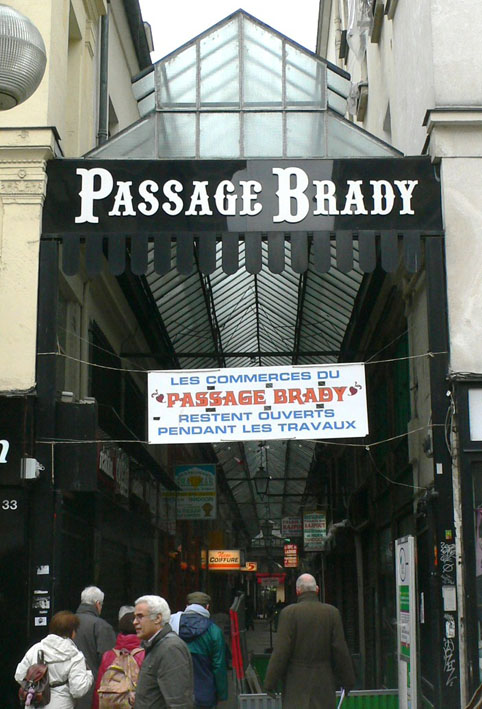 PASSAGE BRADY
LES COMMERCES DU
PASSAGE BRADY
RESTENT OUVERTS
PENDANT LES TRAVAUX
COIFFURE
33